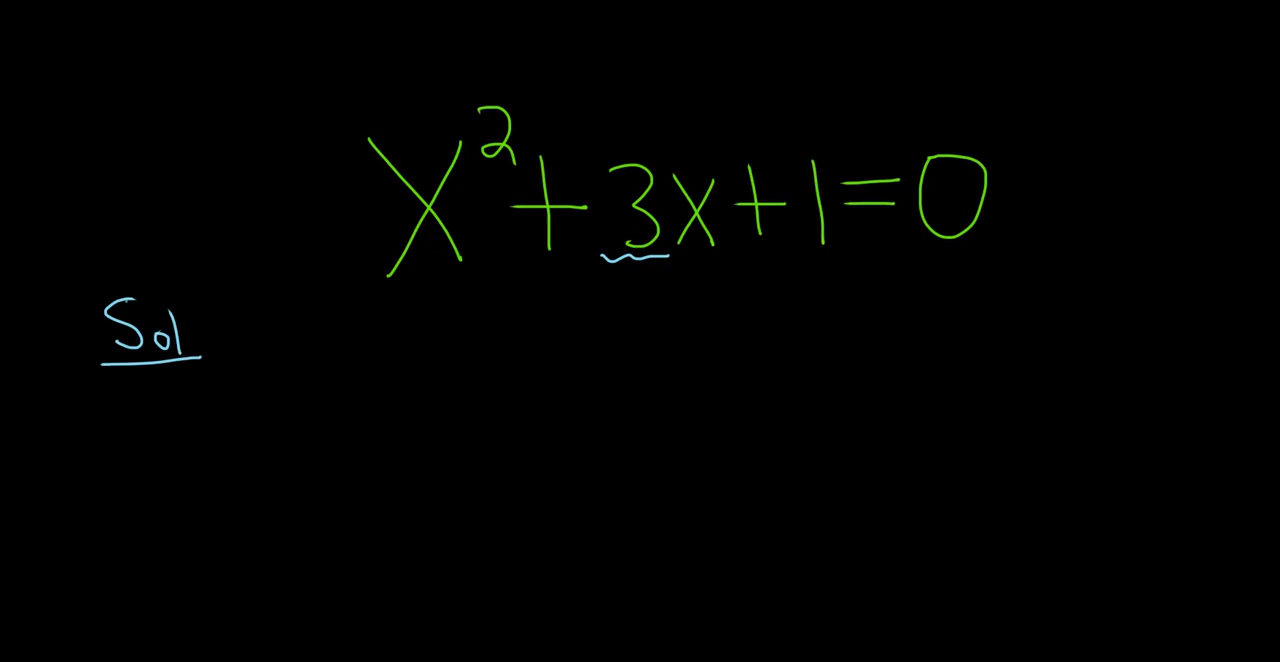 x² + 3x + 1 = 0
Sol